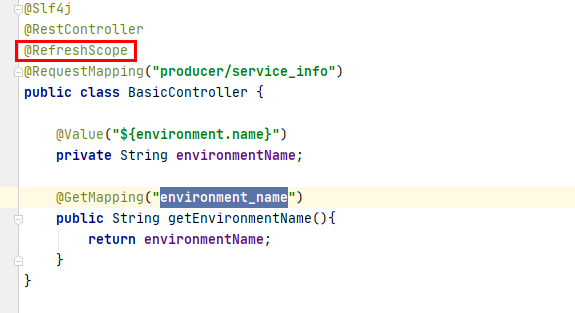 @Slf4j
@RestController
@RefreshScope
@RequestMapping("producer/service_info")
public class BasicController {
@Value("${environment.name}")
private String environmentName;
@GetMapping("environment_name")
public String getEnvironmentName(){
return environmentName;
}
}